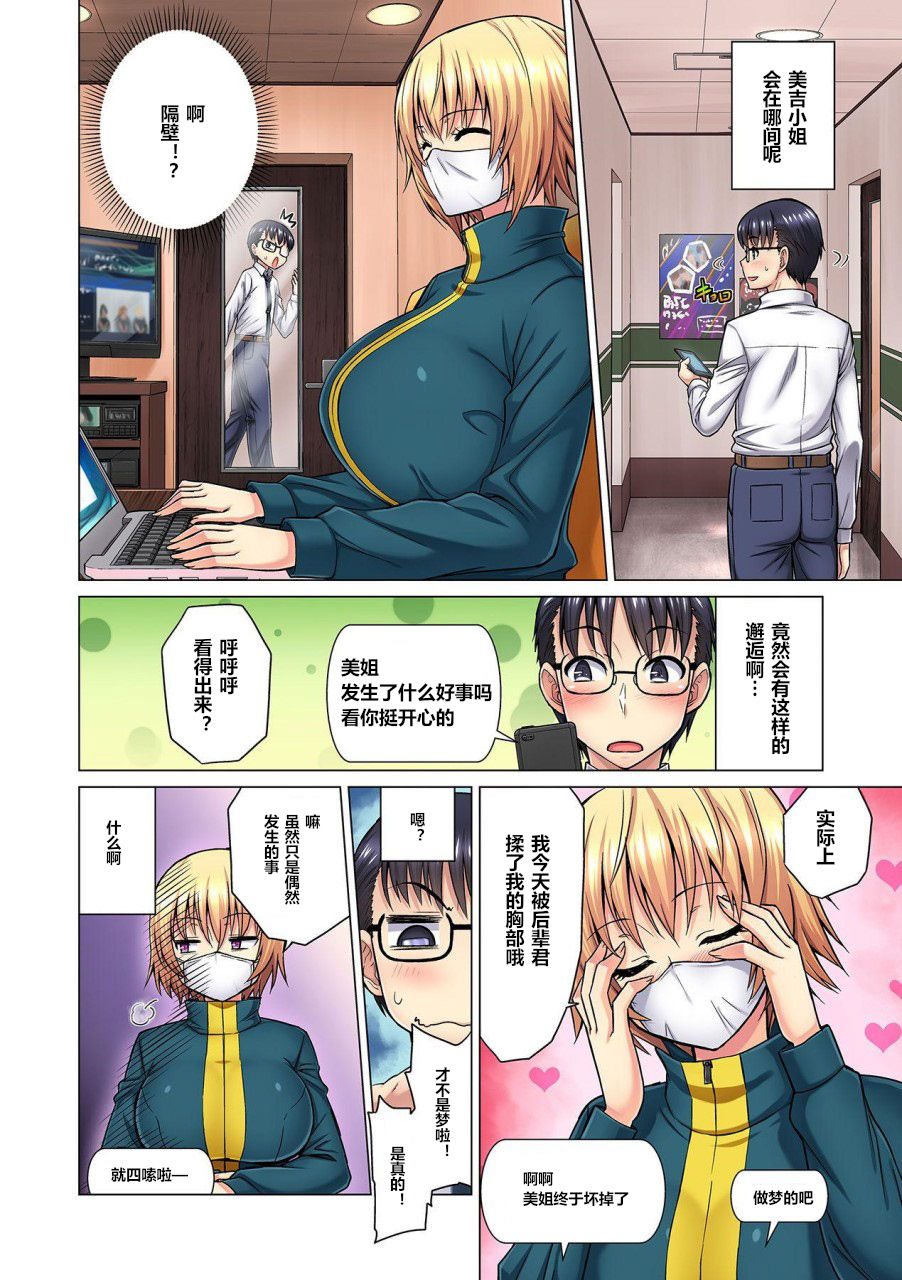 美吉小姐
会在哪间呢
キョロ
啊
隔壁！？
竟然会有这样的
邂逅啊…
美姐
发生了什么好事吗
看你挺开心的
呼呼呼
看得出来？
实际上
我今天被后辈君
揉了我的胸部哦
做梦的吧
啊啊
美姐终于坏掉了
嗯？
才不是梦啦！
是真的！
嘛
虽然只是偶然
发生的事
什么啊
就四嗦啦—